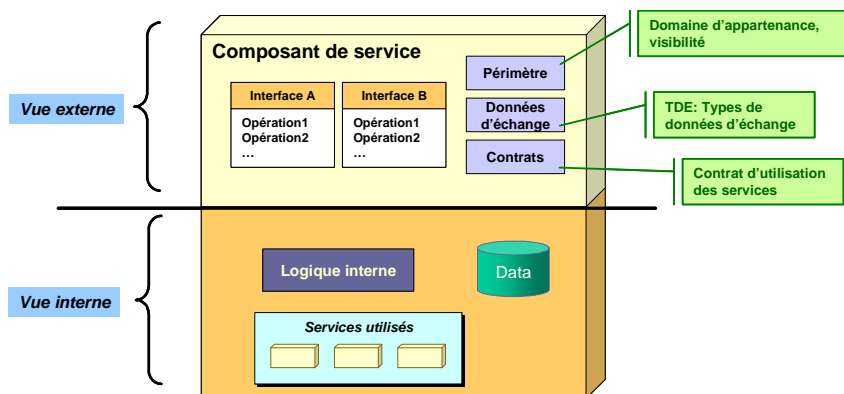 Composant de service
Domaine d'appartenance,
visibilité
Vue externe
Périmètre
Interface A
Interface B
Données
d'échange
TDE: Types de
données d'échange
Opération1
Opération2
…
Opération1
Opération2
…
Contrats
Contrat d'utilisation
des services
Vue interne
Logique interne
Data
Services utilisés